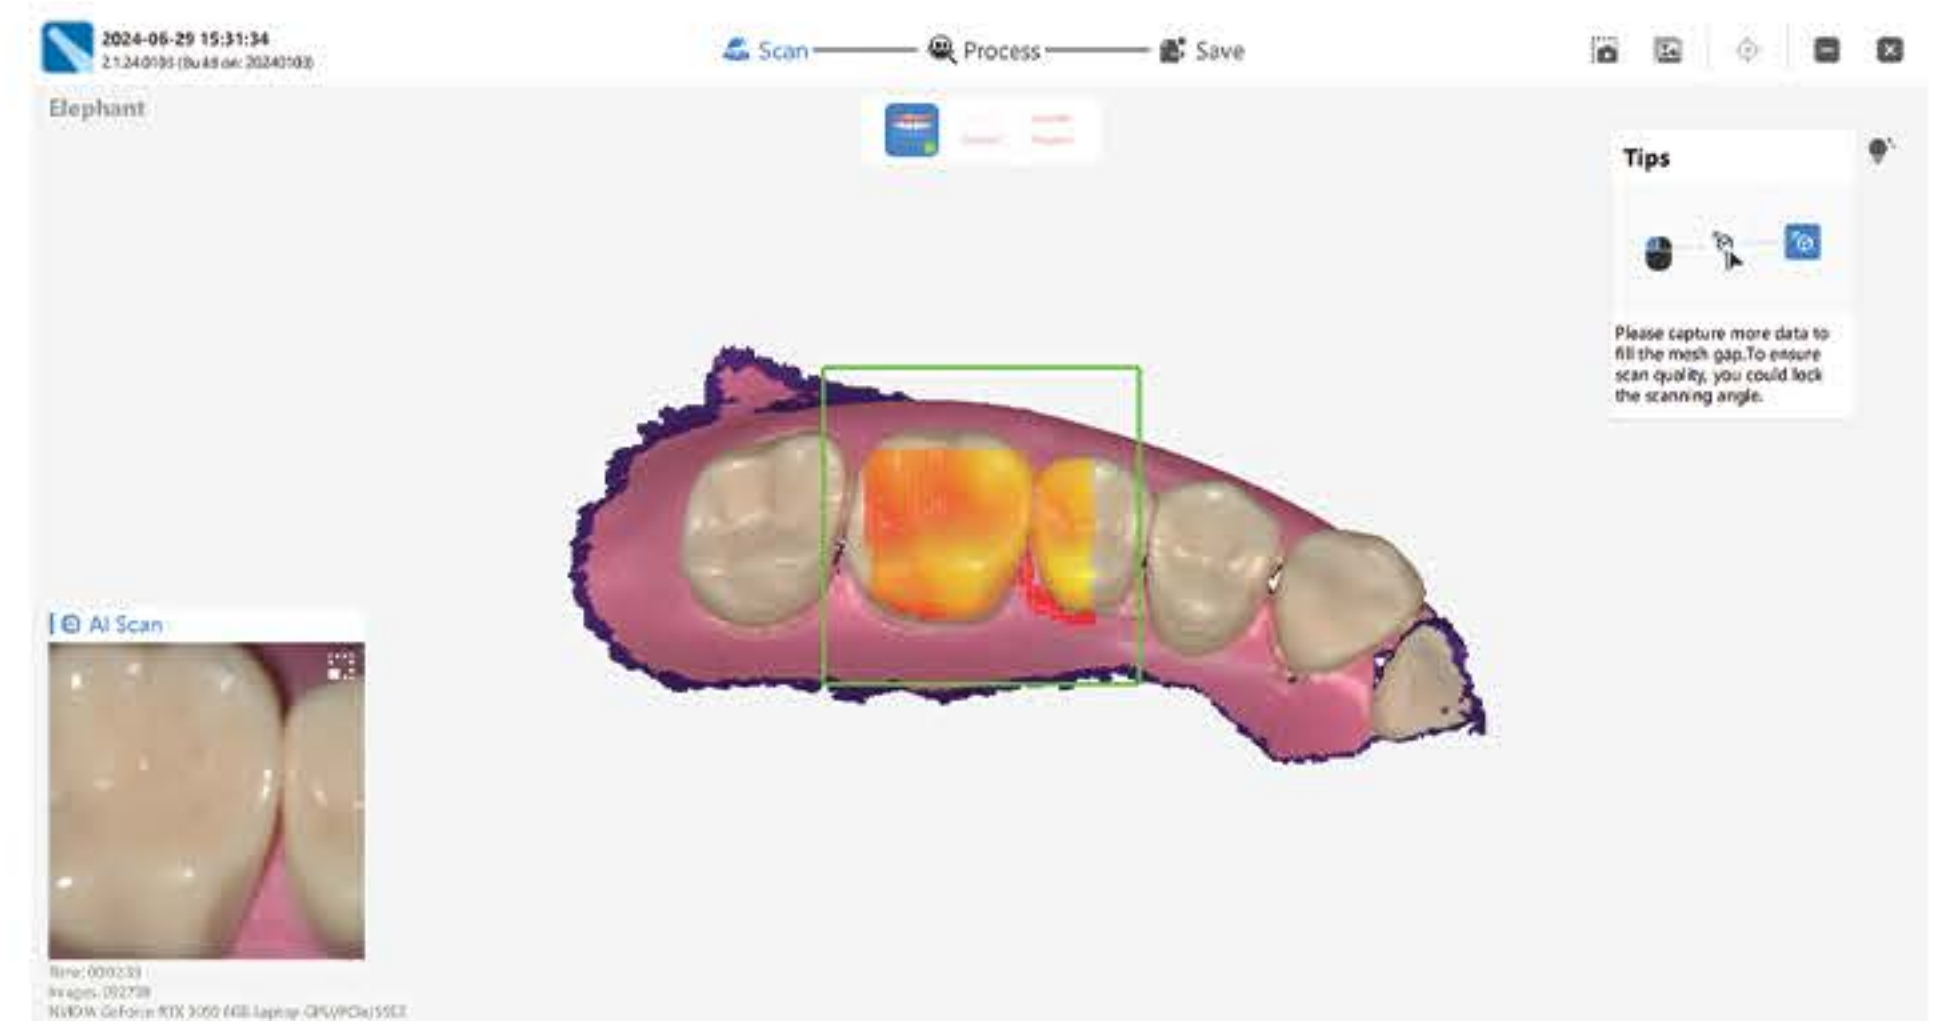 2024-06-29 15:31:34
Scan
Process
Save
Elephant
Tips
Please capture more data to
fill the mesh gap.To ensure
scan quality, you could lock
the scanning angle.
AI Scan